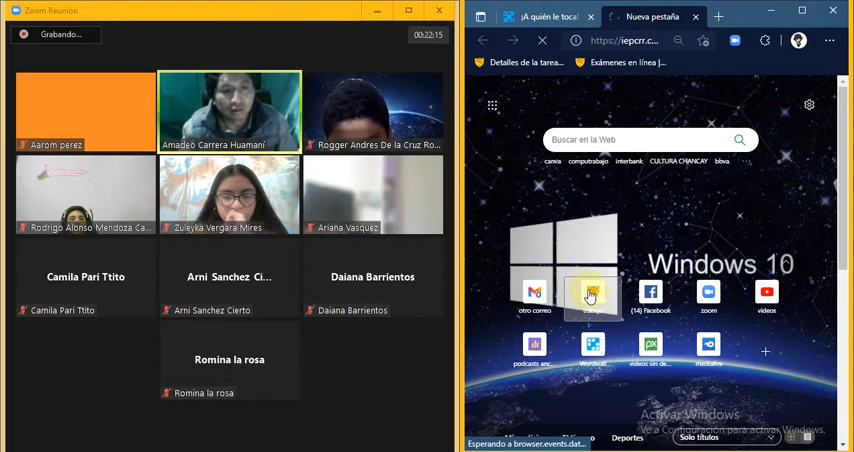 Zoom Reunión
Grabando...
00:22:15
Aarom perez
Amadeo Carrera Huamaní
Rogger Andres De la Cruz Ro...
Rodrigo Alonso Mendoza Ca...
Zuleyka Vergara Mires
Ariana Vasquez
Camila Pari Ttito
Arni Sanchez Ci...
Daiana Barrientos
Camila Pari Ttito
Arni Sanchez Cierto
Daiana Barrientos
Romina la rosa
Romina la rosa
¿A quién le tocal
Nueva pestaña
https://iepcrr.c...
Detalles de la tarea...
Exámenes en línea |...
Buscar en la Web
canva computrabajo interbank CULTURA CHANCAY bbva ...
Windows 10
otro correo
trabajo
(14) Facebook
zoom
videos
podcasts anc...
Wordwall
videos sin de...
mediafire
Activar Windows
Ve a Configuración para activar Windows.
Esperando a browser.events.dat...
Deportes
Solo títulos